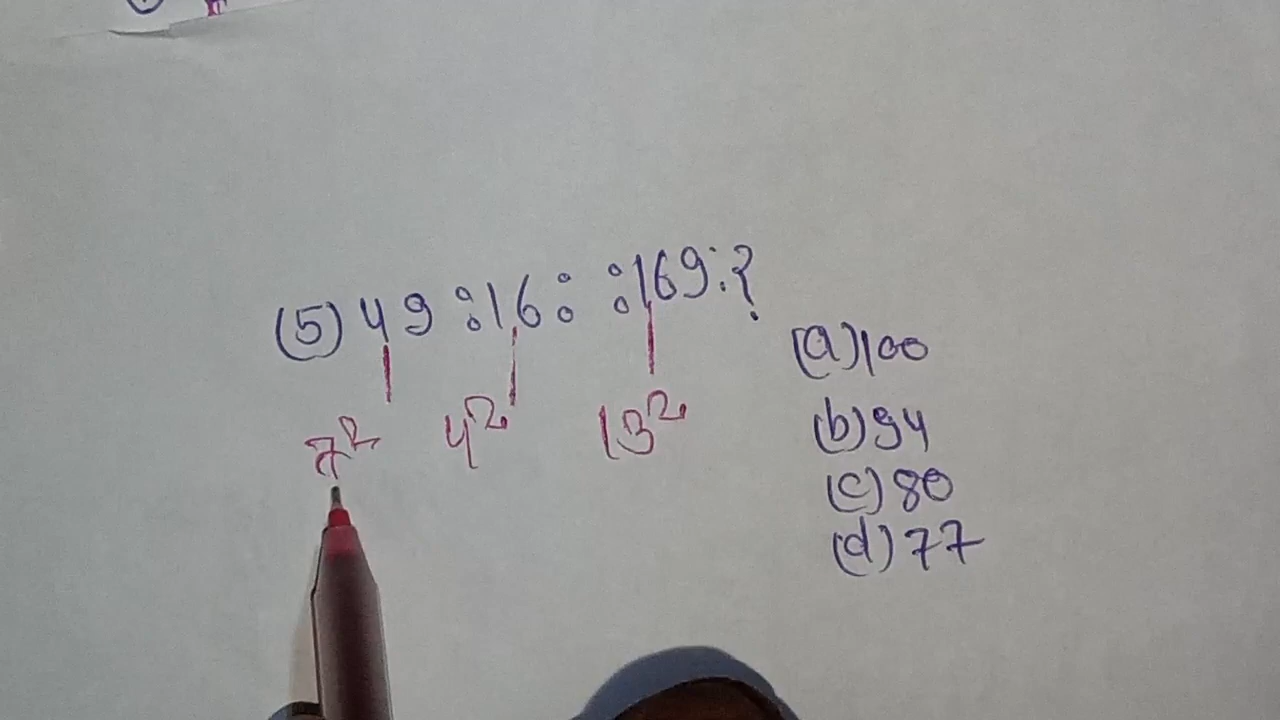 (5) 49 : 16 : : 169 : ?
7² 4² 13²
(a) 100
(b) 94
(c) 80
(d) 77